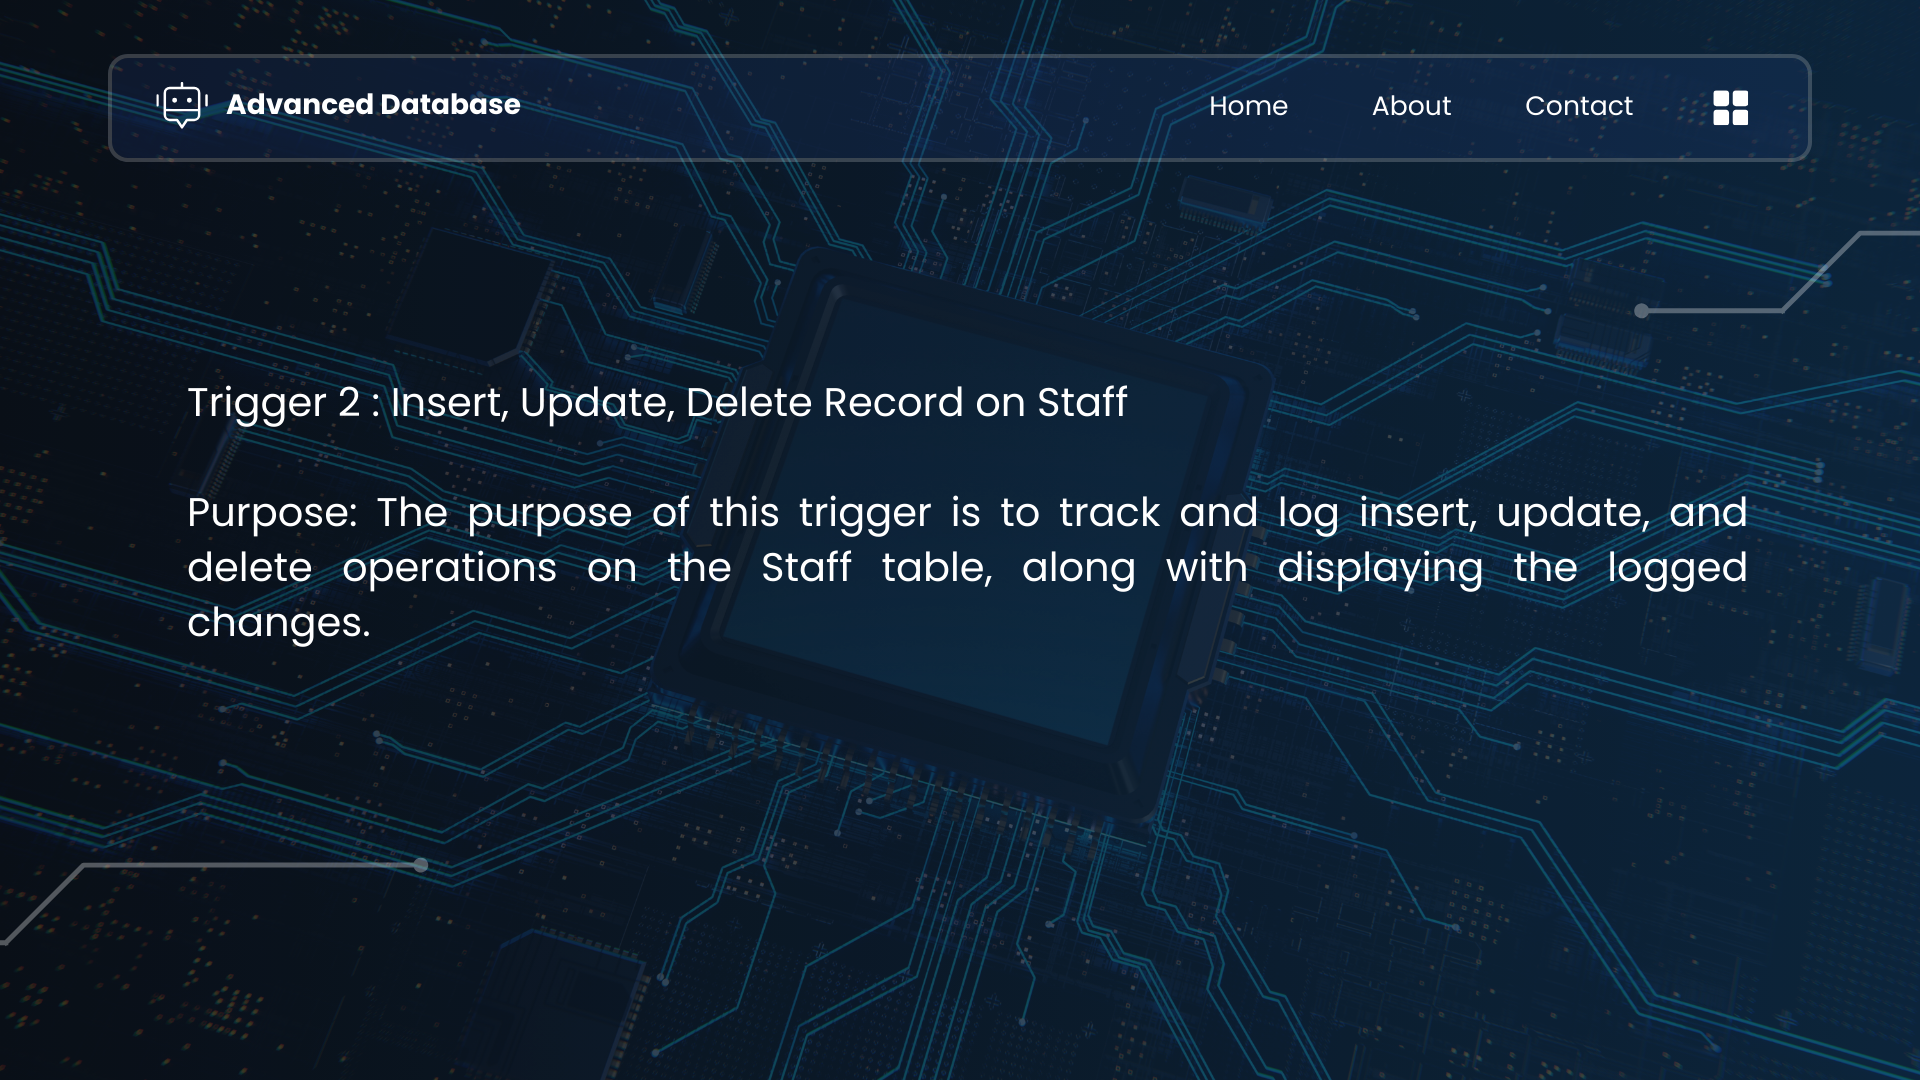 Advanced Database
Home
About
Contact
Trigger 2 : Insert, Update, Delete Record on Staff
Purpose: The purpose of this trigger is to track and log insert, update, and
delete operations on the Staff table, along with displaying the logged
changes.